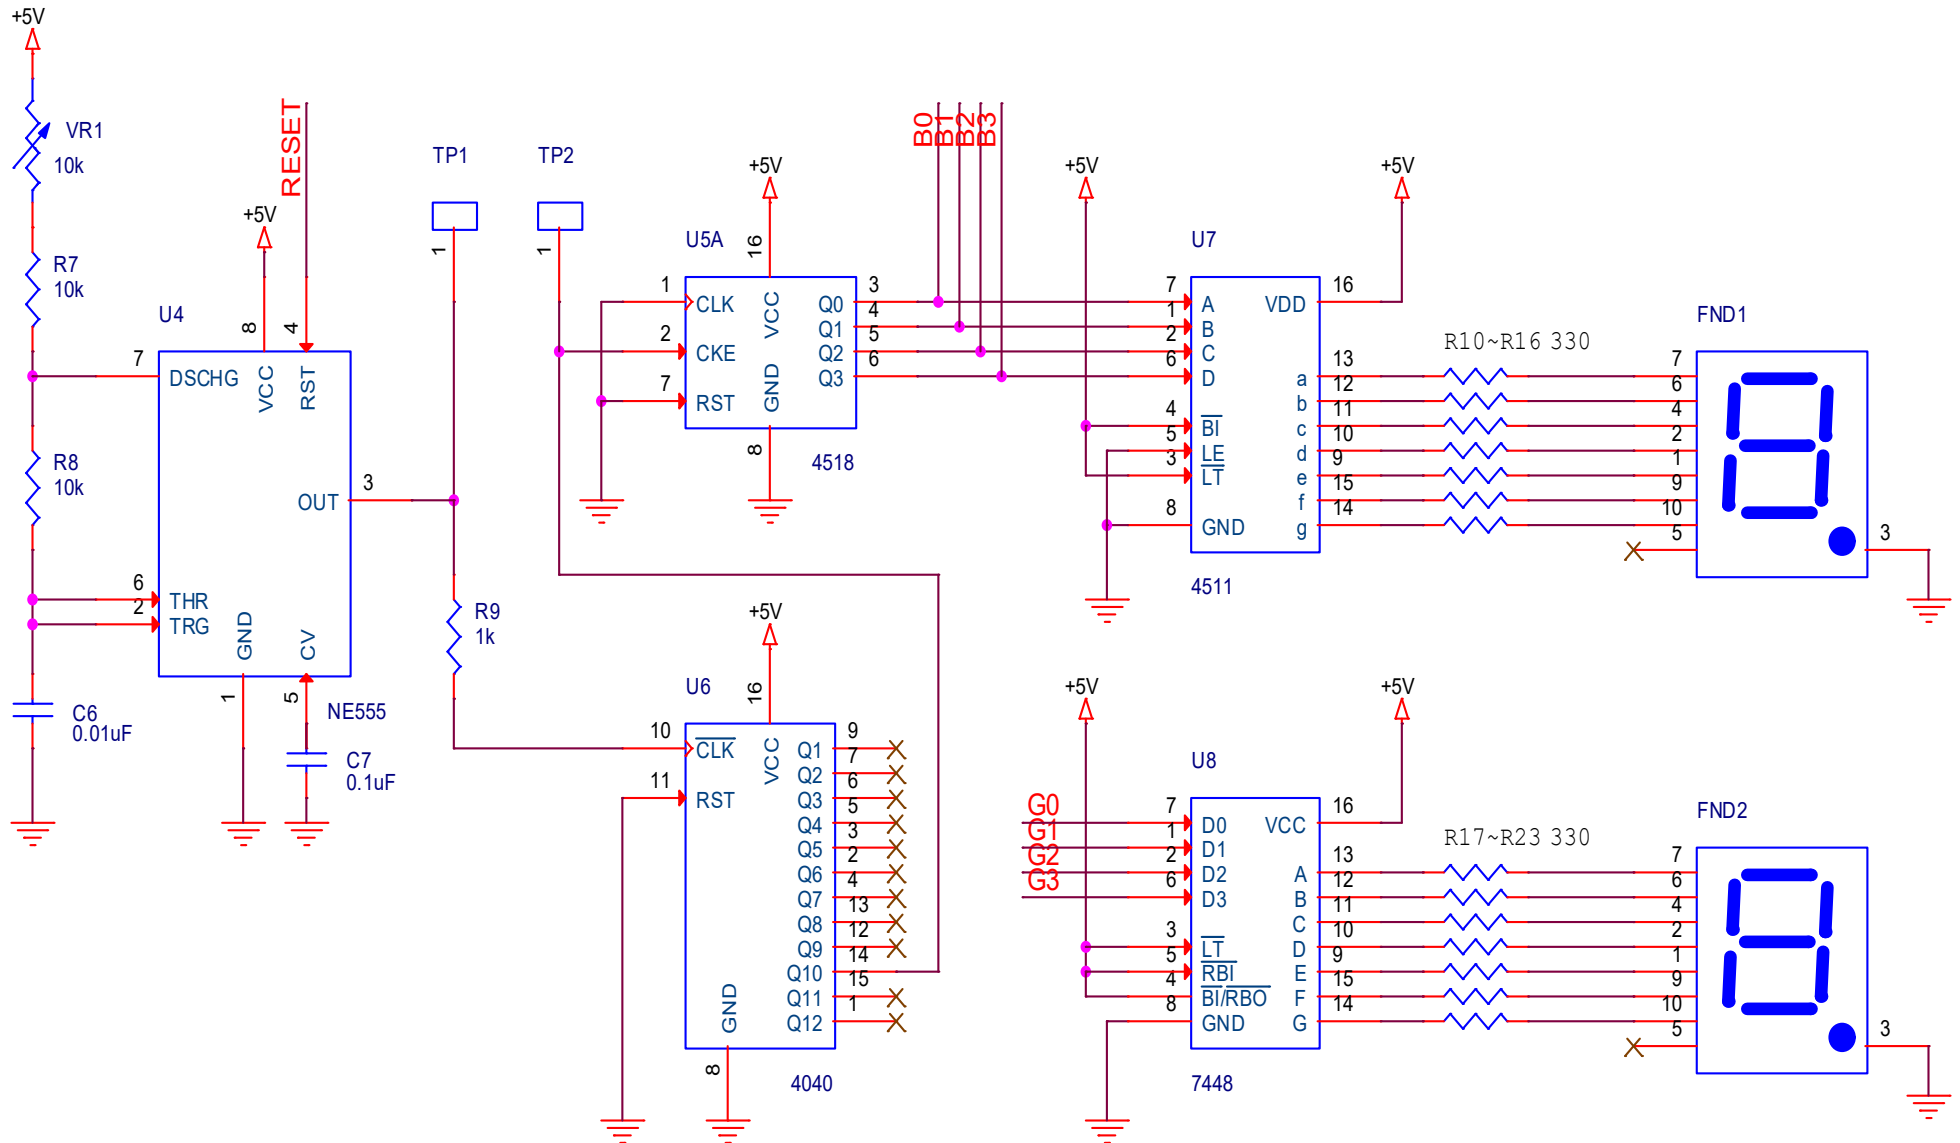 +5V
VR1
10k
R7
10k
R8
10k
C6
0.01uF
RESET
+5V
U4
7
8
4
DSCHG
VCC
RST
OUT
3
6
THR
2
TRG
GND
CV
1
5
NE555
C7
0.1uF
TP1
1
TP2
1
R9
1k
B0
B1
B2
B3
+5V
U5A
16
1
CLK
VCC
Q0
3
2
CKE
Q1
4
Q2
5
7
RST
GND
Q3
6
8
4518
+5V
U6
16
10
CLK
VCC
11
RST
Q1
9
Q2
7
Q3
6
Q4
5
Q5
3
Q6
2
Q7
4
Q8
13
Q9
12
Q10
14
Q11
15
Q12
1
GND
8
4040
+5V
+5V
U7
7
A
VDD
16
1
B
2
C
6
D
4
BI
5
LE
3
LT
8
GND
a
13
b
12
c
11
d
10
e
9
f
15
g
14
4511
R10~R16 330
FND1
7
6
4
2
1
9
10
5
3
+5V
+5V
U8
G0
G1
G2
G3
7
D0
VCC
16
1
D1
2
D2
6
D3
3
LT
5
RBI
4
BI/RBO
8
GND
A
13
B
12
C
11
D
10
E
9
F
15
G
14
7448
R17~R23 330
FND2
7
6
4
2
1
9
10
5
3